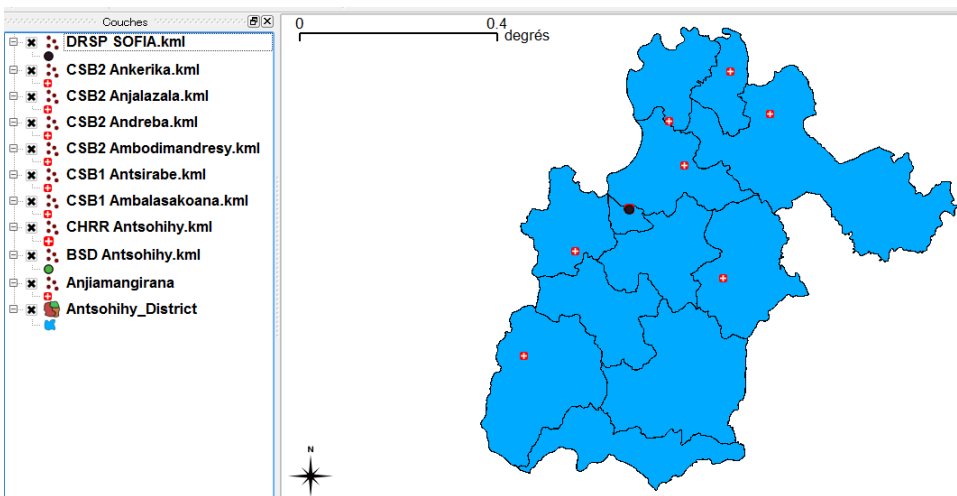 Couches
DRSP SOFIA.kml
CSB2 Ankerika.kml
CSB2 Anjalazala.kml
CSB2 Andreba.kml
CSB2 Ambodimandresy.kml
CSB1 Antsirabe.kml
CSB1 Ambalasakoana.kml
CHRR Antsohihy.kml
BSD Antsohihy.kml
Anjiamangirana
Antsohihy_District
0 0.4
degrés
N